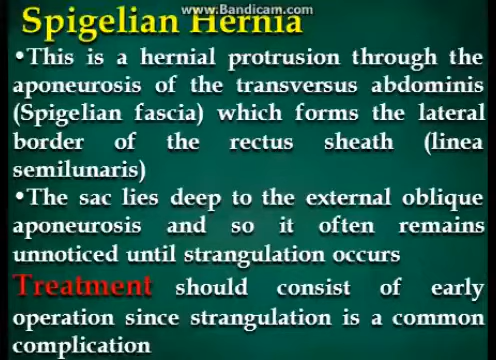 www.Bandicam.com
Spigelian Hernia
•This is a hernial protrusion through the
aponeurosis of the transversus abdominis
(Spigelian fascia) which forms the lateral
border of the rectus sheath (linea
semilunaris)
•The sac lies deep to the external oblique
aponeurosis and so it often remains
unnoticed until strangulation occurs
Treatment should consist of early
operation since strangulation is a common
complication